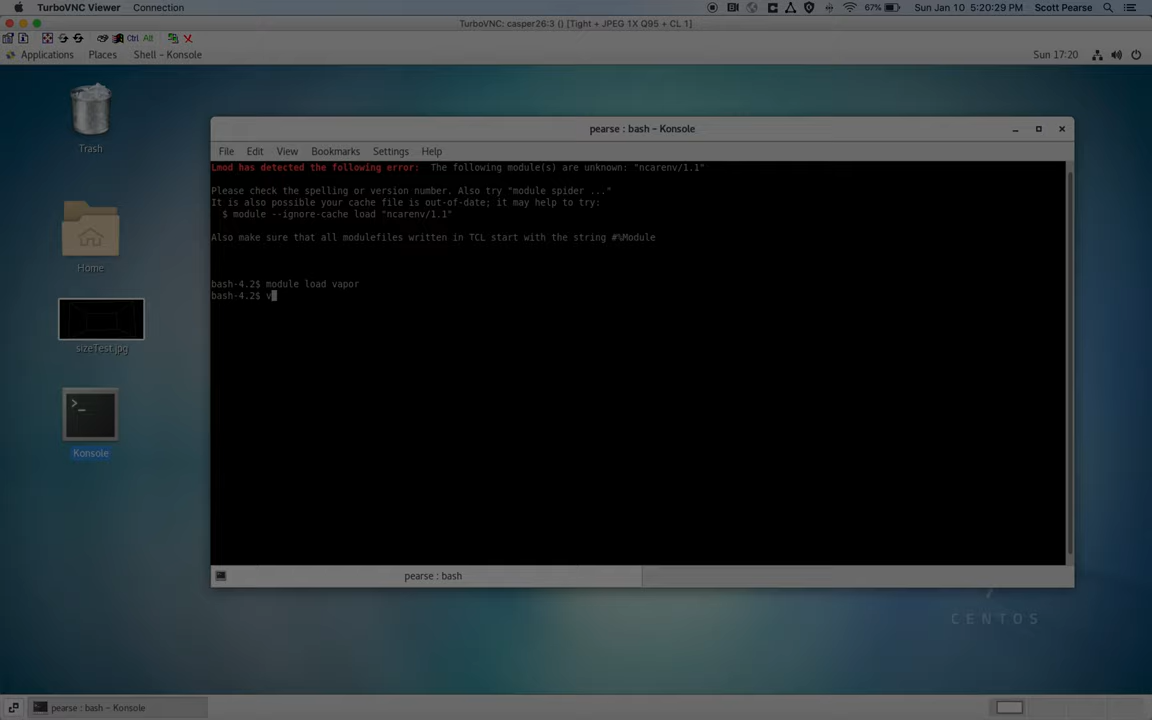 TurboVNC Viewer Connection 67% Sun Jan 10 5:20:29 PM Scott Pearse
TurboVNC: casper26:3 () [Tight + JPEG 1X Q95 + CL 1]
Ctrl Alt
Applications Places Shell - Konsole Sun 17:20
Trash
Home
sizeTest.jpg
Konsole
pearse : bash - Konsole
File Edit View Bookmarks Settings Help
Lmod has detected the following error: The following module(s) are unknown: "ncarenv/1.1"
Please check the spelling or version number. Also try "module spider ..."
It is also possible your cache file is out-of-date; it may help to try:
$ module --ignore-cache load "ncarenv/1.1"
Also make sure that all modulefiles written in TCL start with the string #%Module
bash-4.2$ module load vapor
bash-4.2$ v
pearse : bash
CENTOS
pearse : bash - Konsole